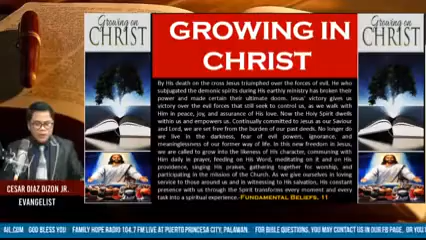 Growing on
CHRIST
GROWING IN
CHRIST
Growing on
CHRIST
By His death on the cross Jesus triumphed over the forces of evil. He who
subjugated the demonic spirits during His earthly ministry has broken their
power and made certain their ultimate doom. Jesus' victory gives us
victory over the evil forces that still seek to control us, as we walk with
Him in peace, joy, and assurance of His love. Now the Holy Spirit dwells
within us and empowers us. Continually committed to Jesus as our Saviour
and Lord, we are set free from the burden of our past deeds. No longer do
we live in the darkness, fear of evil powers, ignorance, and
meaninglessness of our former way of life. In this new freedom in Jesus,
we are called to grow into the likeness of His character, communing with
Him daily in prayer, feeding on His Word, meditating on it and on His
providence, singing His praises, gathering together for worship, and
participating in the mission of the Church. As we give ourselves in loving
service to those around us and in witnessing to His salvation, His constant
presence with us through the Spirit transforms every moment and every
task into a spiritual experience. -Fundamental Beliefs, 11
CESAR DIAZ DIZON JR.
EVANGELIST
GOD BLESS YOU FAMILY HOPE RADIO 104.7 FM LIVE AT PUERTO PRINCESA CITY, PALAWAN. FOR BIBLE QUESTIONS, YOU MAY CONTACT US IN OUR FB PAGE. OR YOU